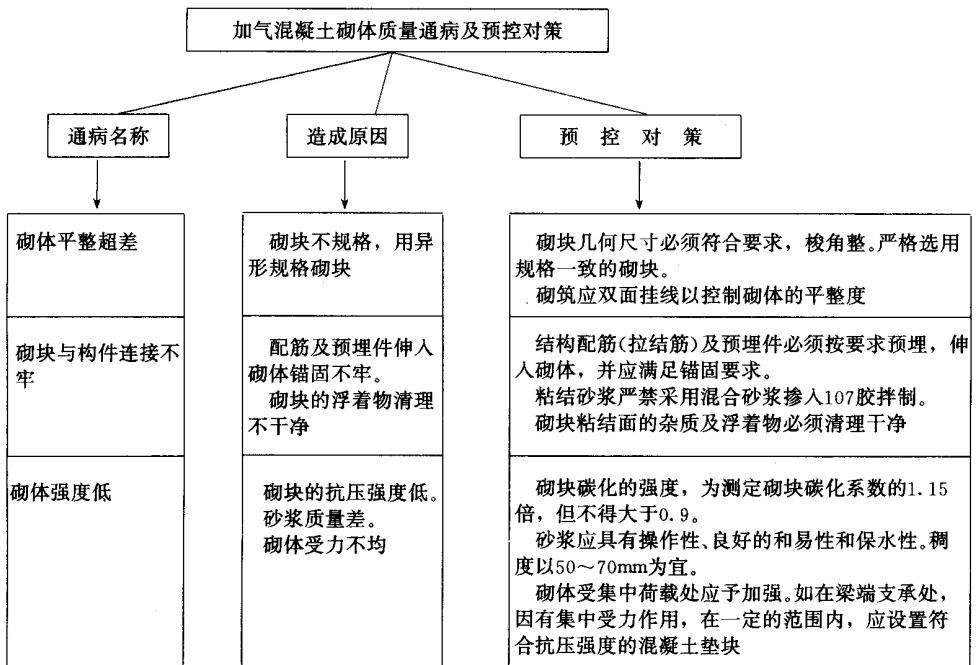 加气混凝土砌体质量通病及预控对策
通病名称
造成原因
预 控 对 策
砌体平整超差
砌块不规格，用异
形规格砌块
砌块几何尺寸必须符合要求，梭角整。严格选用
规格一致的砌块。
砌筑应双面挂线以控制砌体的平整度
砌块与构件连接不
牢
配筋及预埋件伸入
砌体锚固不牢。
砌块的浮着物清理
不干净
结构配筋(拉结筋)及预埋件必须按要求预埋，伸
入砌体，并应满足锚固要求。
粘结砂浆严禁采用混合砂浆掺入107胶拌制。
砌块粘结面的杂质及浮着物必须清理干净
砌体强度低
砌块的抗压强度低。
砂浆质量差。
砌体受力不均
砌块碳化的强度，为测定砌块碳化系数的1.15
倍，但不得大于0.9。
砂浆应具有操作性、良好的和易性和保水性。稠
度以50～70mm为宜。
砌体受集中荷载处应予加强。如在梁端支承处，
因有集中受力作用，在一定的范围内，应设置符
合抗压强度的混凝土垫块